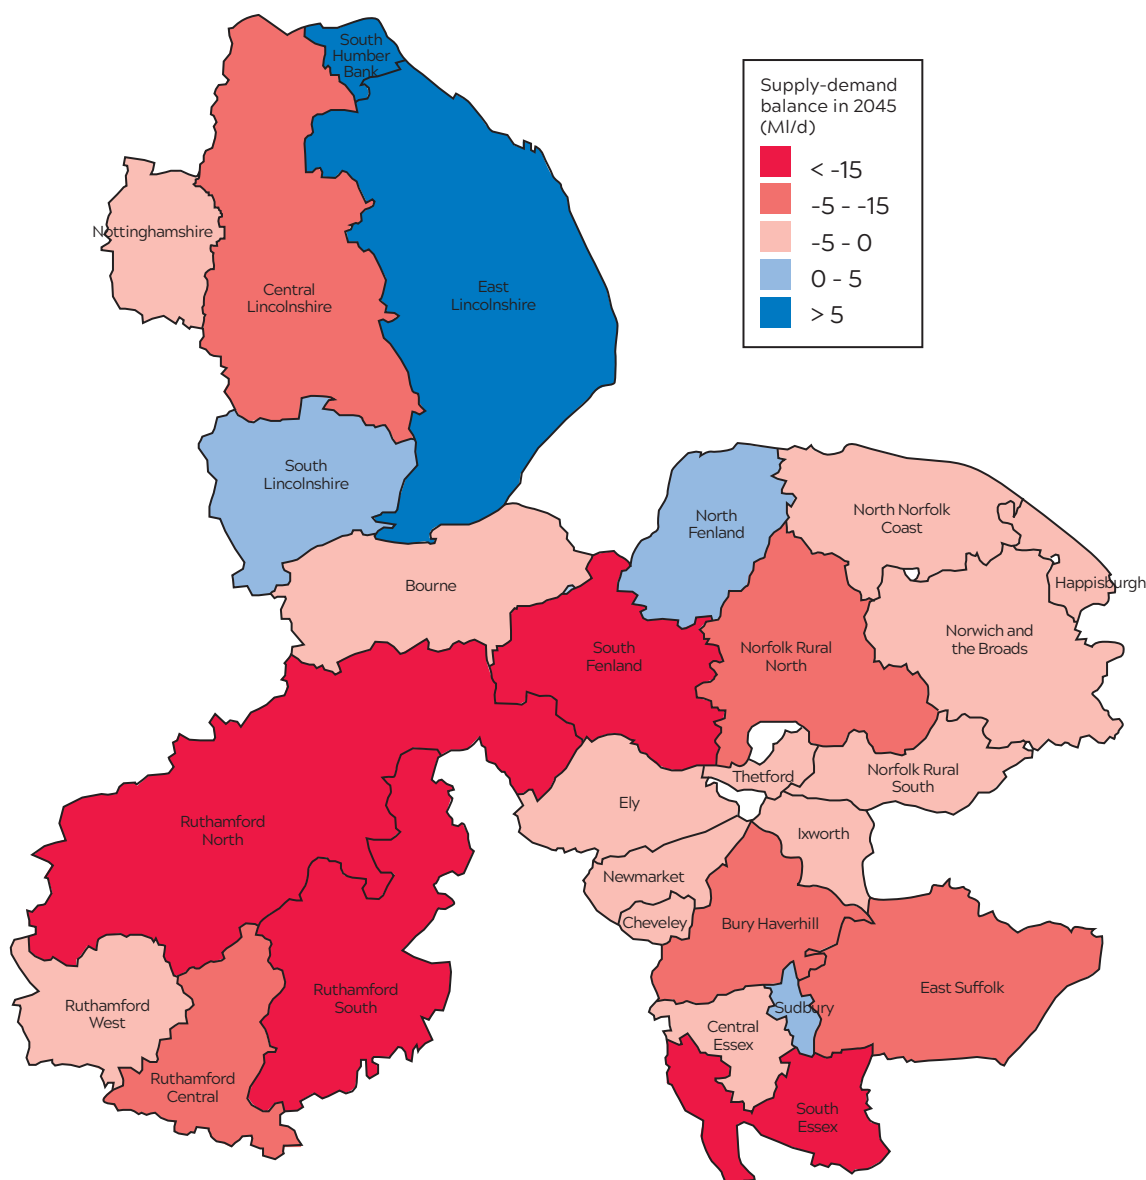 South
Humber
Bank
Supply-demand
balance in 2045
(Ml/d)
< -15
-5 - -15
-5 - 0
0 - 5
> 5
Nottinghamshire
Central
Lincolnshire
East
Lincolnshire
South
Lincolnshire
North
Fenland
North Norfolk
Coast
Bourne
Happisburgh
South
Fenland
Norfolk Rural
North
Norwich and
the Broads
Thetford
Norfolk Rural
South
Ely
Ruthamford
North
Ixworth
Newmarket
Cheveley
Bury Haverhill
East Suffolk
Ruthamford
West
Ruthamford
South
Sudbury
Central
Essex
Ruthamford
Central
South
Essex